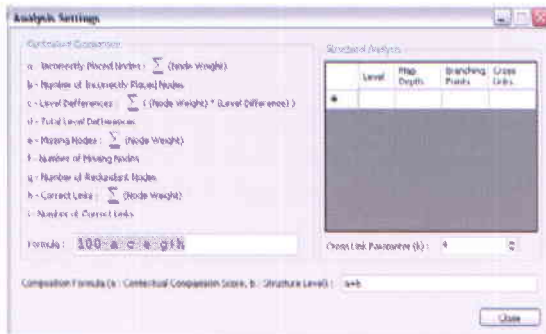 Analysis Settings
Contextual Comparison
a - Incorrectly Placed Nodes : ∑ (Node Weight)
b - Number of Incorrectly Placed Nodes
c - Level Differences : ∑ ( (Node Weight) * (Level Difference) )
d - Total Level Differences
e - Missing Nodes : ∑ (Node Weight)
f - Number of Missing Nodes
g - Number of Redundant Nodes
h - Correct Links : ∑ (Node Weight)
i - Number of Correct Links
Formula : 100-a-c-e-g+h
Structural Analysis
Level Map Depths Branching Points Cross Links
Cross Link Parameter (k) :
Composition Formula (a : Contextual Comparison Score, b : Structure Level) : a+b
Close